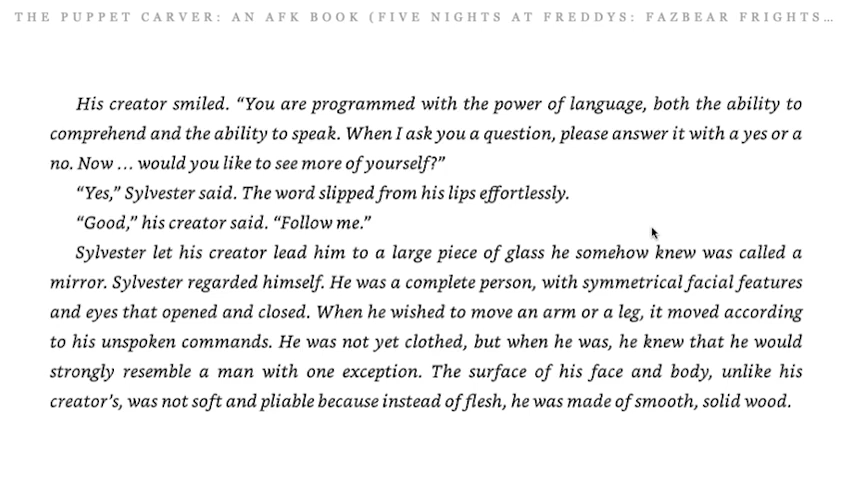 THE PUPPET CARVER: AN AFK BOOK (FIVE NIGHTS AT FREDDYS: FAZBEAR FRIGHTS…
His creator smiled. “You are programmed with the power of language, both the ability to
comprehend and the ability to speak. When I ask you a question, please answer it with a yes or a
no. Now … would you like to see more of yourself?”
“Yes,” Sylvester said. The word slipped from his lips effortlessly.
“Good,” his creator said. “Follow me.”
Sylvester let his creator lead him to a large piece of glass he somehow knew was called a
mirror. Sylvester regarded himself. He was a complete person, with symmetrical facial features
and eyes that opened and closed. When he wished to move an arm or a leg, it moved according
to his unspoken commands. He was not yet clothed, but when he was, he knew that he would
strongly resemble a man with one exception. The surface of his face and body, unlike his
creator’s, was not soft and pliable because instead of flesh, he was made of smooth, solid wood.